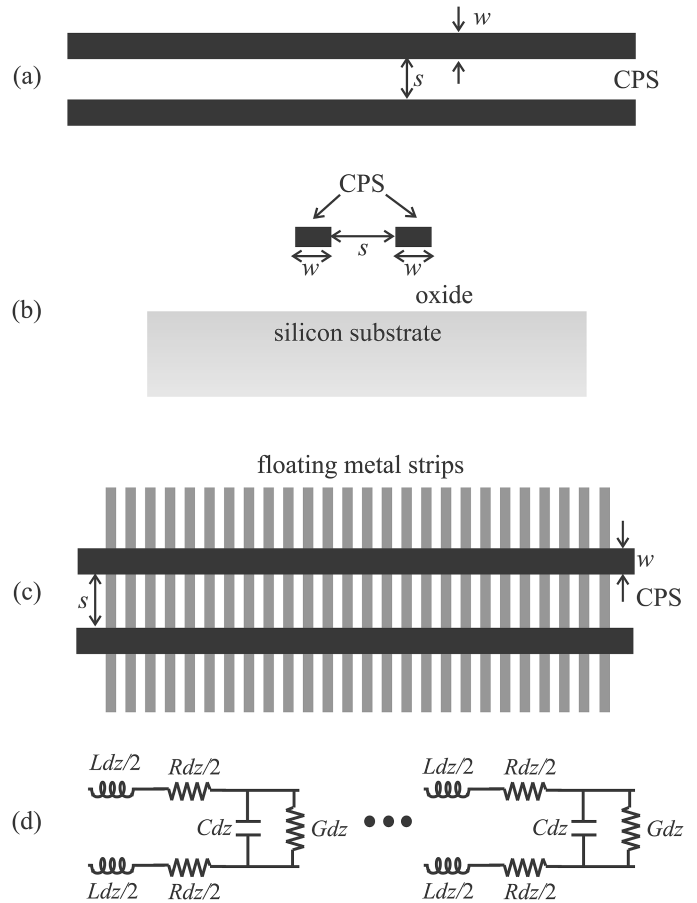 w
(a)
s
CPS
CPS
s
w
w
oxide
(b)
silicon substrate
floating metal strips
w
(c)
s
CPS
Ldz/2
Rdz/2
Ldz/2
Rdz/2
(d)
Cdz
Gdz
Cdz
Gdz
Ldz/2
Rdz/2
Ldz/2
Rdz/2